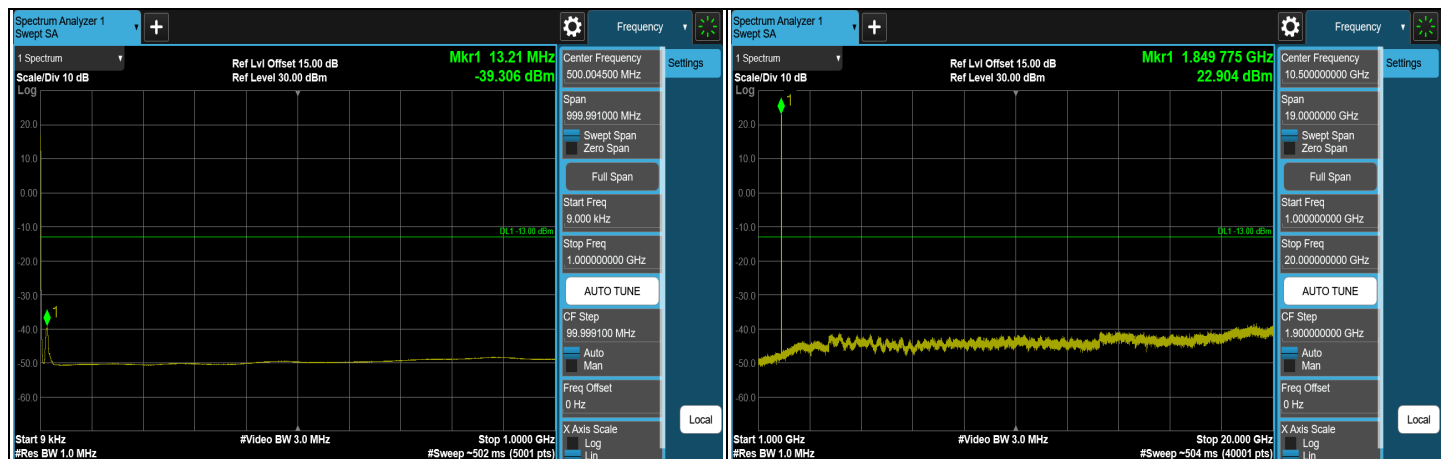 Spectrum Analyzer 1
Swept SA
+
Frequency
1 Spectrum
Scale/Div 10 dB
Log
Ref Lvl Offset 15.00 dB
Ref Level 30.00 dBm
Mkr1 13.21 MHz
-39.306 dBm
1
20.0
10.0
0.00
-10.0
-20.0
-30.0
-40.0
-50.0
-60.0
DL1 -13.00 dBm
Start 9 kHz
#Res BW 1.0 MHz
#Video BW 3.0 MHz
Stop 1.0000 GHz
#Sweep ~502 ms (5001 pts)
Center Frequency
500.004500 MHz
Span
999.991000 MHz
Swept Span
Zero Span
Full Span
Start Freq
9.000 kHz
Stop Freq
1.000000000 GHz
AUTO TUNE
CF Step
99.999100 MHz
Auto
Man
Freq Offset
0 Hz
X Axis Scale
Log
Lin
Settings
Local
Spectrum Analyzer 1
Swept SA
+
Frequency
1 Spectrum
Scale/Div 10 dB
Log
Ref Lvl Offset 15.00 dB
Ref Level 30.00 dBm
Mkr1 1.849 775 GHz
22.904 dBm
1
20.0
10.0
0.00
-10.0
-20.0
-30.0
-40.0
-50.0
-60.0
DL1 -13.00 dBm
Start 1.000 GHz
#Res BW 1.0 MHz
#Video BW 3.0 MHz
Stop 20.000 GHz
#Sweep ~504 ms (40001 pts)
Center Frequency
10.500000000 GHz
Span
19.0000000 GHz
Swept Span
Zero Span
Full Span
Start Freq
1.000000000 GHz
Stop Freq
20.000000000 GHz
AUTO TUNE
CF Step
1.900000000 GHz
Auto
Man
Freq Offset
0 Hz
X Axis Scale
Log
Lin
Settings
Local